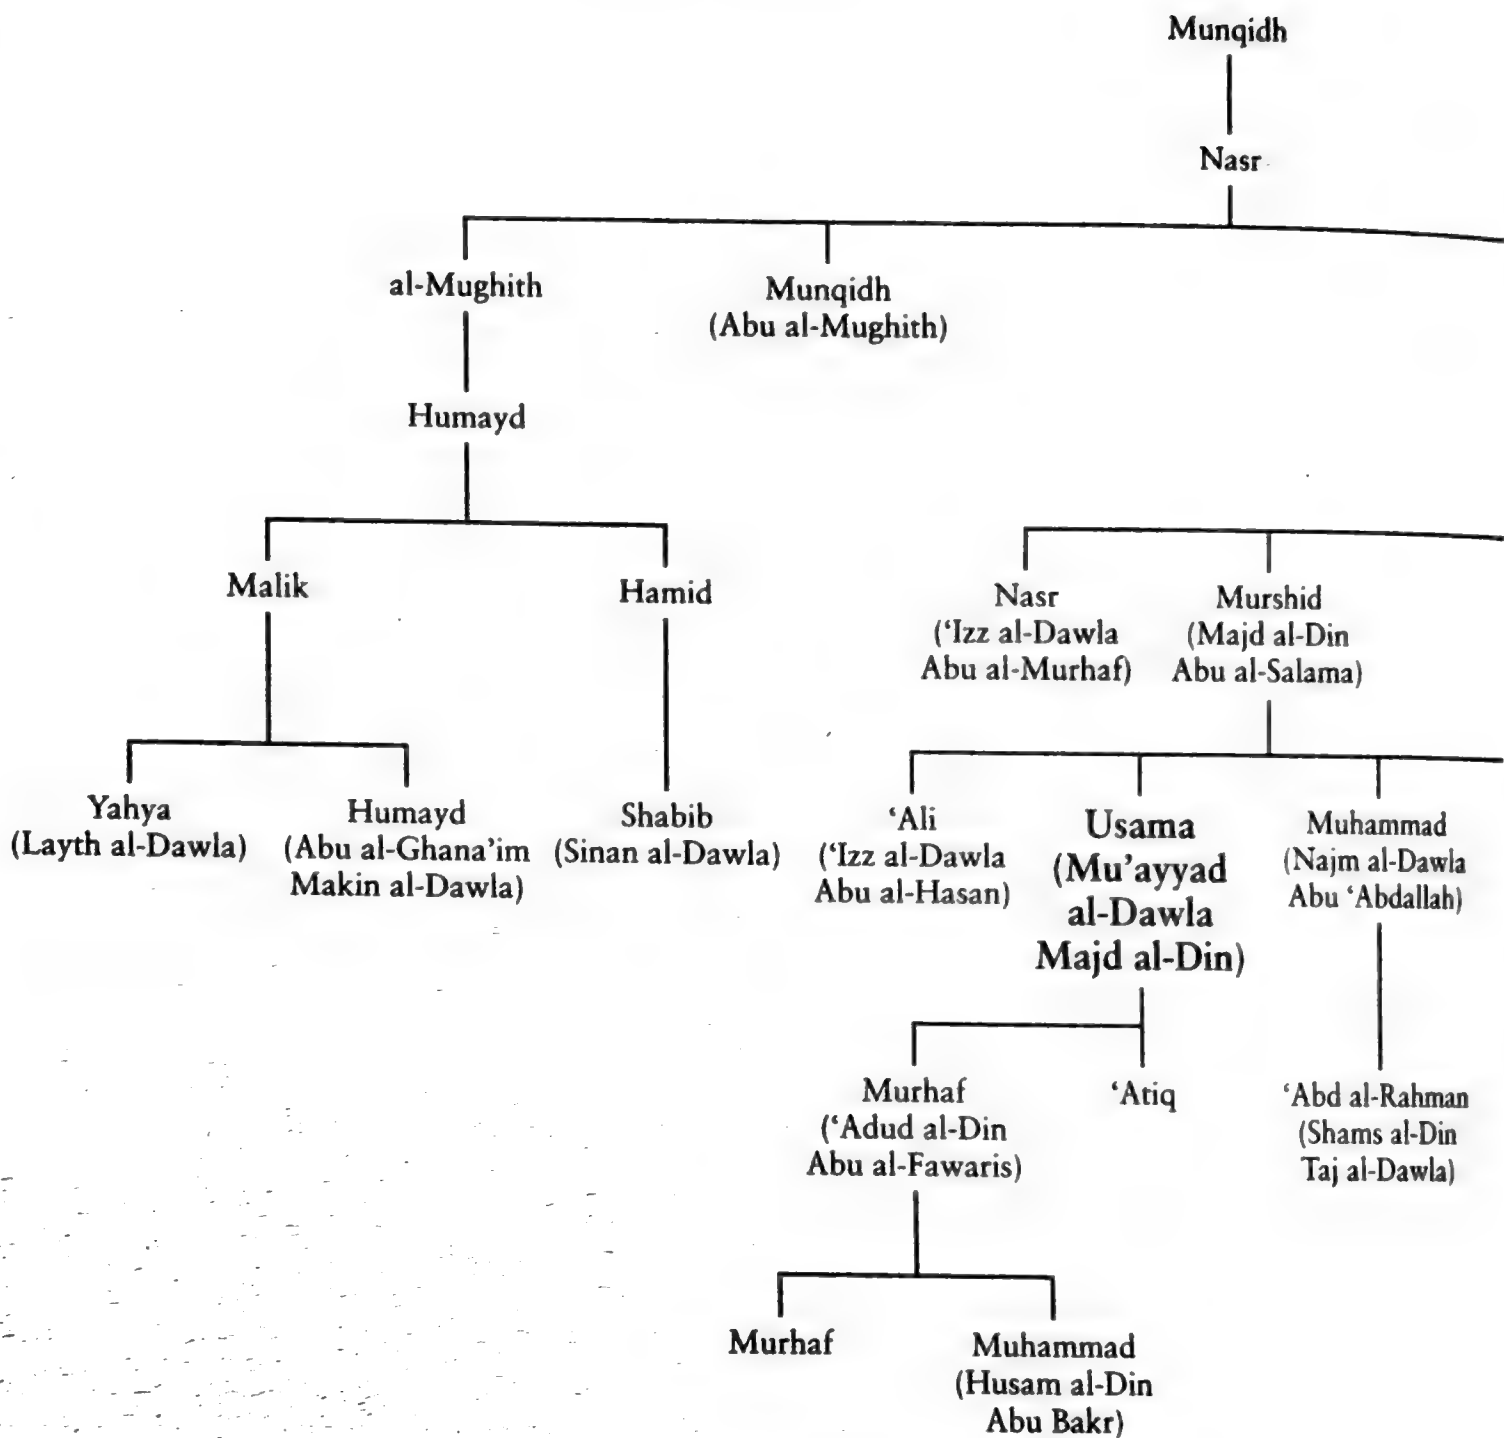 Munqidh
Nasr
al-Mughith
Munqidh
(Abu al-Mughith)
Humayd
Malik
Hamid
Nasr
(‘Izz al-Dawla
Abu al-Murhaf)
Murshid
(Majd al-Din
Abu al-Salama)
Yahya
(Layth al-Dawla)
Humayd
(Abu al-Ghana’im
Makin al-Dawla)
Shabib
(Sinan al-Dawla)
‘Ali
(‘Izz al-Dawla
Abu al-Hasan)
Usama
(Mu’ayyad
al-Dawla
Majd al-Din)
Muhammad
(Najm al-Dawla
Abu ‘Abdallah)
Murhaf
(‘Adud al-Din
Abu al-Fawaris)
‘Atiq
‘Abd al-Rahman
(Shams al-Din
Taj al-Dawla)
Murhaf
Muhammad
(Husam al-Din
Abu Bakr)